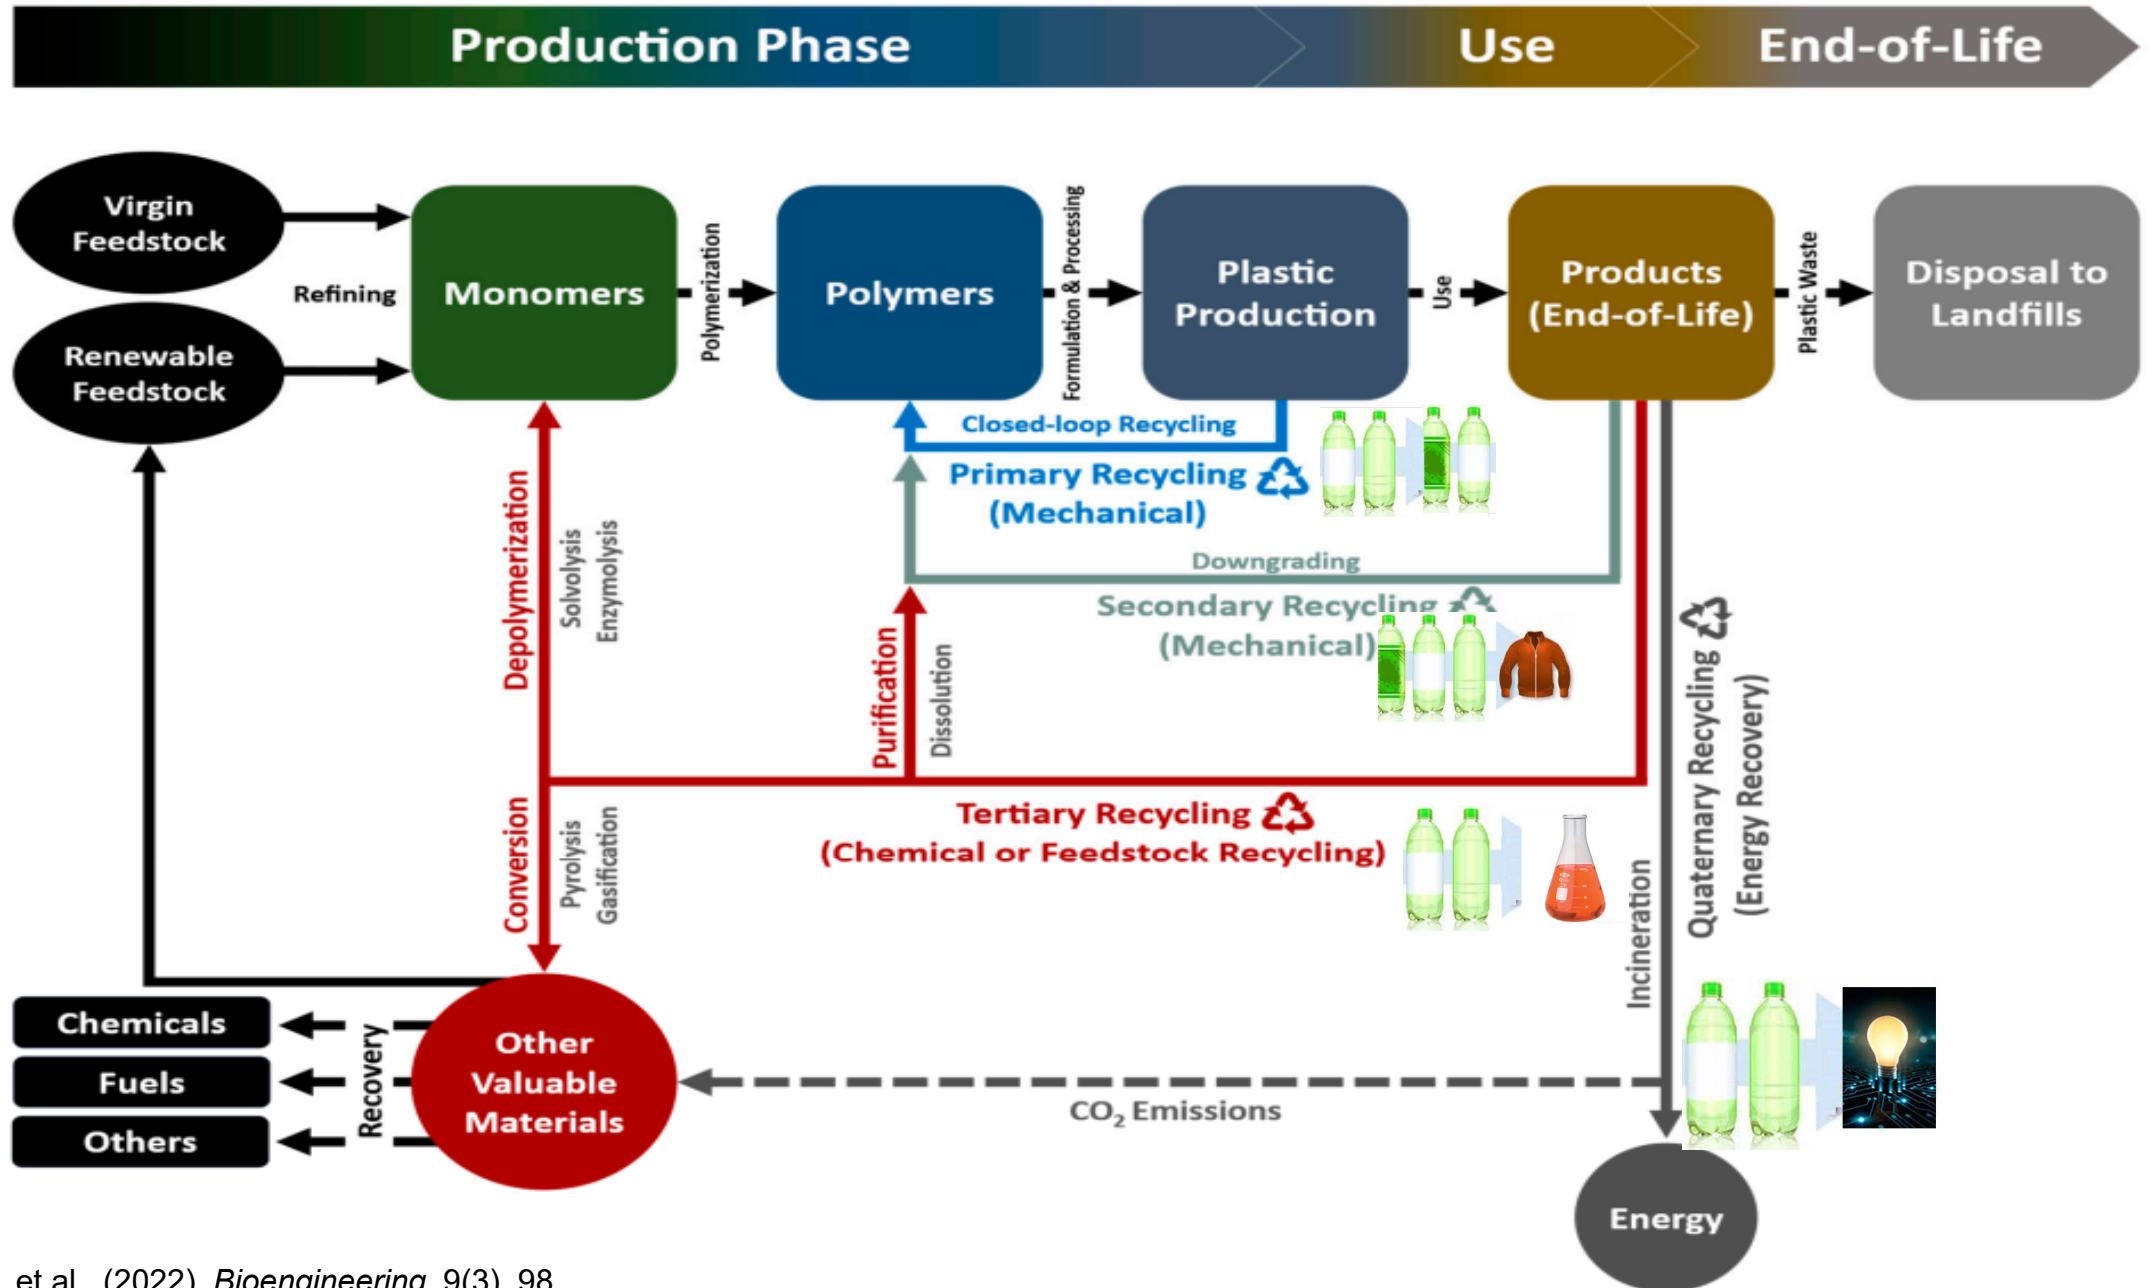 Production Phase
Use
End-of-Life
Virgin
Feedstock
Renewable
Feedstock
Refining
Monomers
Polymerization
Polymers
Formulation & Processing
Plastic
Production
Use
Products
(End-of-Life)
Plastic Waste
Disposal to
Landfills
Closed-loop Recycling
Primary Recycling
(Mechanical)
Downgrading
Secondary Recycling
(Mechanical)
Depolymerization
Solvolysis
Enzymolysis
Purification
Dissolution
Tertiary Recycling
(Chemical or Feedstock Recycling)
Conversion
Pyrolysis
Gasification
Quaternary Recycling
(Energy Recovery)
Incineration
Chemicals
Fuels
Others
Recovery
Other
Valuable
Materials
CO₂ Emissions
Energy
et al., (2022). Bioengineering, 9(3), 98